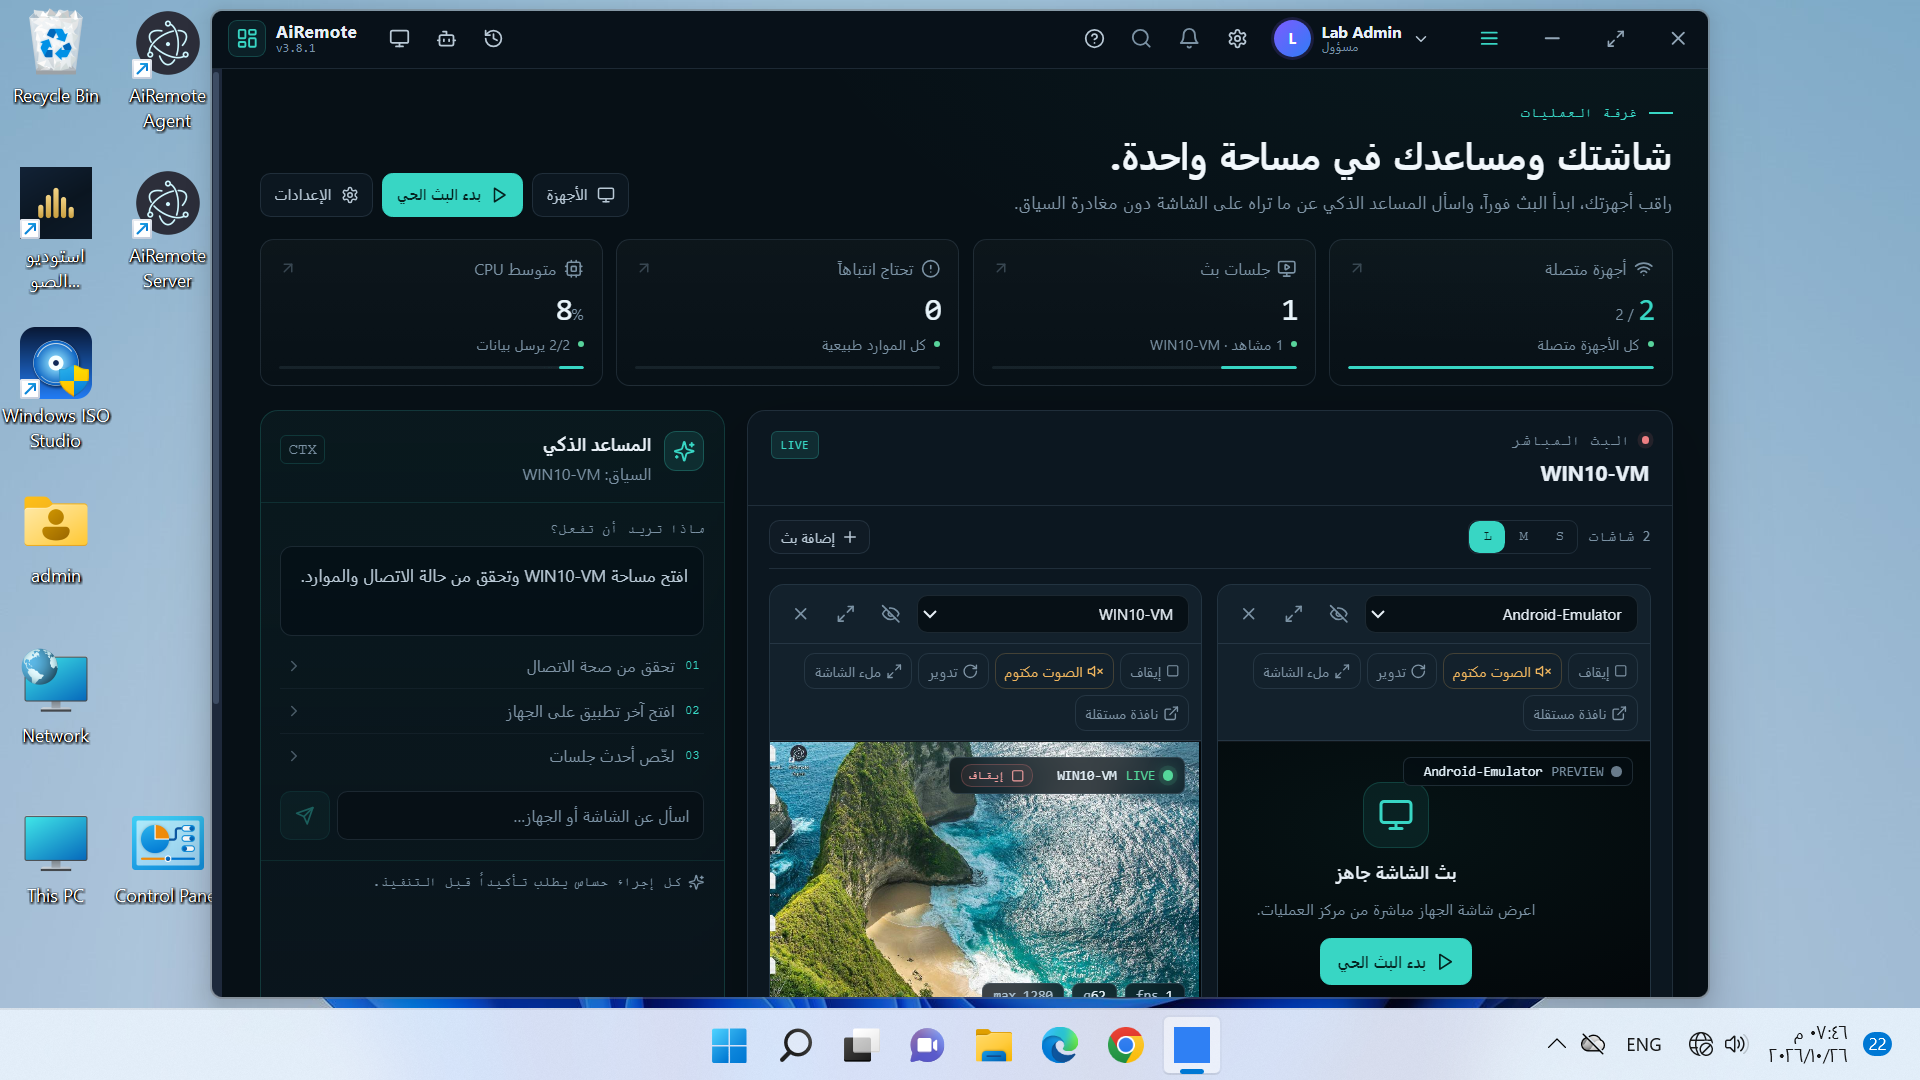 Recycle Bin
AiRemote Agent
استوديو الصو...
AiRemote Server
Windows ISO Studio
admin
Network
This PC
Control Pane
AiRemote
v3.8.1
L
Lab Admin
مسؤول
غرفة العمليات
شاشتك ومساعدك في مساحة واحدة.
راقب أجهزتك، ابدأ البث فوراً، واسأل المساعد الذكي عن ما تراه على الشاشة دون مغادرة السياق.
الأجهزة
بدء البث الحي
الإعدادات
أجهزة متصلة
2 / 2
كل الأجهزة متصلة
جلسات بث
1
1 مشاهد · WIN10-VM
تحتاج انتباهاً
0
كل الموارد طبيعية
متوسط CPU
8%
2/2 يرسل بيانات
البث المباشر
WIN10-VM
LIVE
2 شاشات
S
M
L
إضافة بث
Android-Emulator
إيقاف
الصوت مكتوم
تدوير
ملء الشاشة
نافذة مستقلة
Android-Emulator PREVIEW
بث الشاشة جاهز
اعرض شاشة الجهاز مباشرة من مركز العمليات.
بدء البث الحي
WIN10-VM
إيقاف
الصوت مكتوم
تدوير
ملء الشاشة
نافذة مستقلة
WIN10-VM LIVE
إيقاف
max 1280
q62
fps 1
المساعد الذكي
السياق: WIN10-VM
CTX
ماذا تريد أن تفعل؟
افتح مساحة WIN10-VM وتحقق من حالة الاتصال والموارد.
01 تحقق من صحة الاتصال
02 افتح آخر تطبيق على الجهاز
03 لخّص أحدث جلسات
اسأل عن الشاشة أو الجهاز...
كل إجراء حساس يطلب تأكيداً قبل التنفيذ.
ENG
٠٧:٤٦ م
٢٠٢٦/١٠/٢٦
22